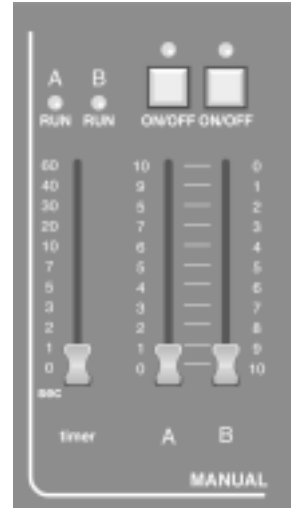 A B
RUN RUN ON/OFF ON/OFF
60 10 0
40 9 1
30 8 2
20 7 3
10 6 4
7 5 5
5 4 6
3 3 7
2 2 8
1 1 9
0 0 10
sec
timer A B
MANUAL